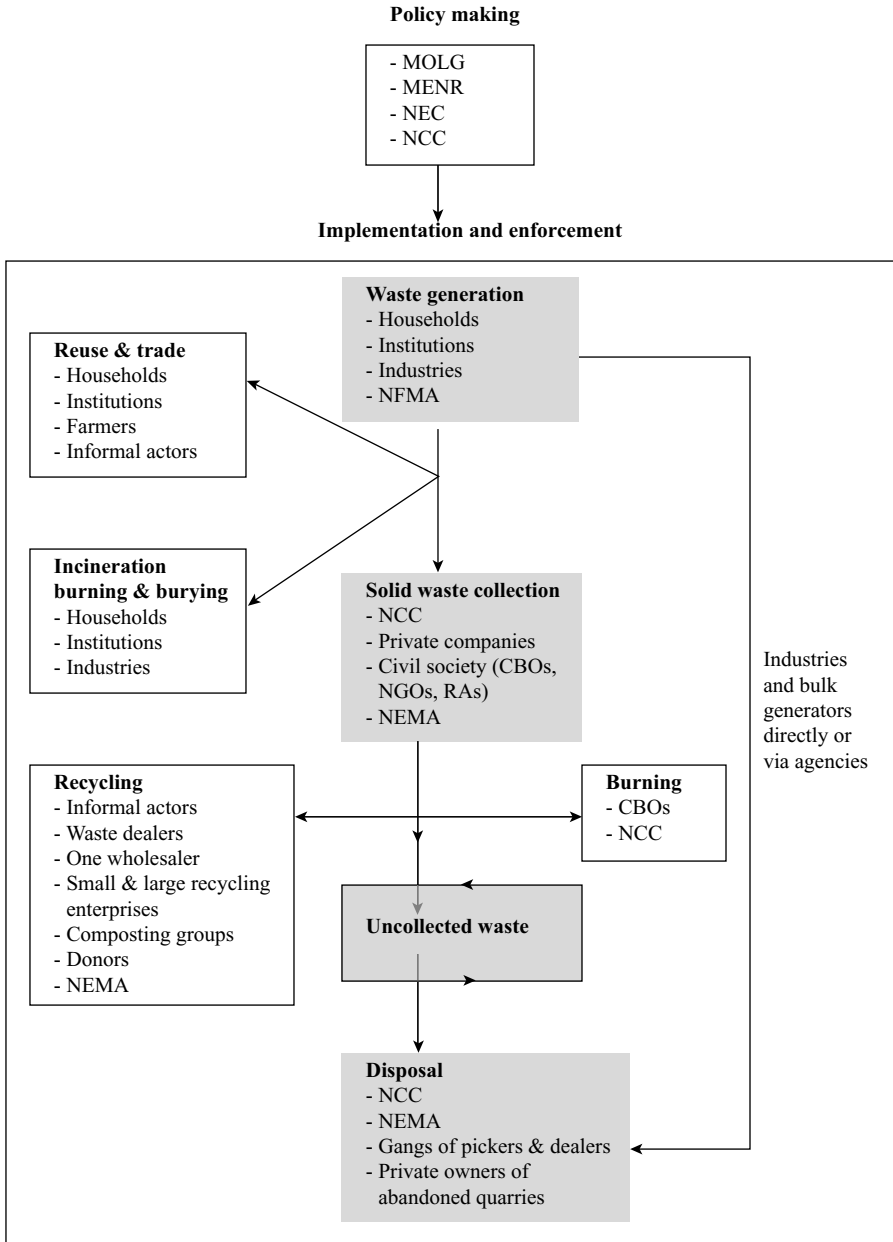 Policy making
- MOLG
- MENR
- NEC
- NCC
Implementation and enforcement
Waste generation
- Households
- Institutions
- Industries
- NFMA
Reuse & trade
- Households
- Institutions
- Farmers
- Informal actors
Incineration
burning & burying
- Households
- Institutions
- Industries
Solid waste collection
- NCC
- Private companies
- Civil society (CBOs,
NGOs, RAs)
- NEMA
Industries
and bulk
generators
directly or
via agencies
Recycling
- Informal actors
- Waste dealers
- One wholesaler
- Small & large recycling
enterprises
- Composting groups
- Donors
- NEMA
Burning
- CBOs
- NCC
Uncollected waste
Disposal
- NCC
- NEMA
- Gangs of pickers & dealers
- Private owners of
abandoned quarries